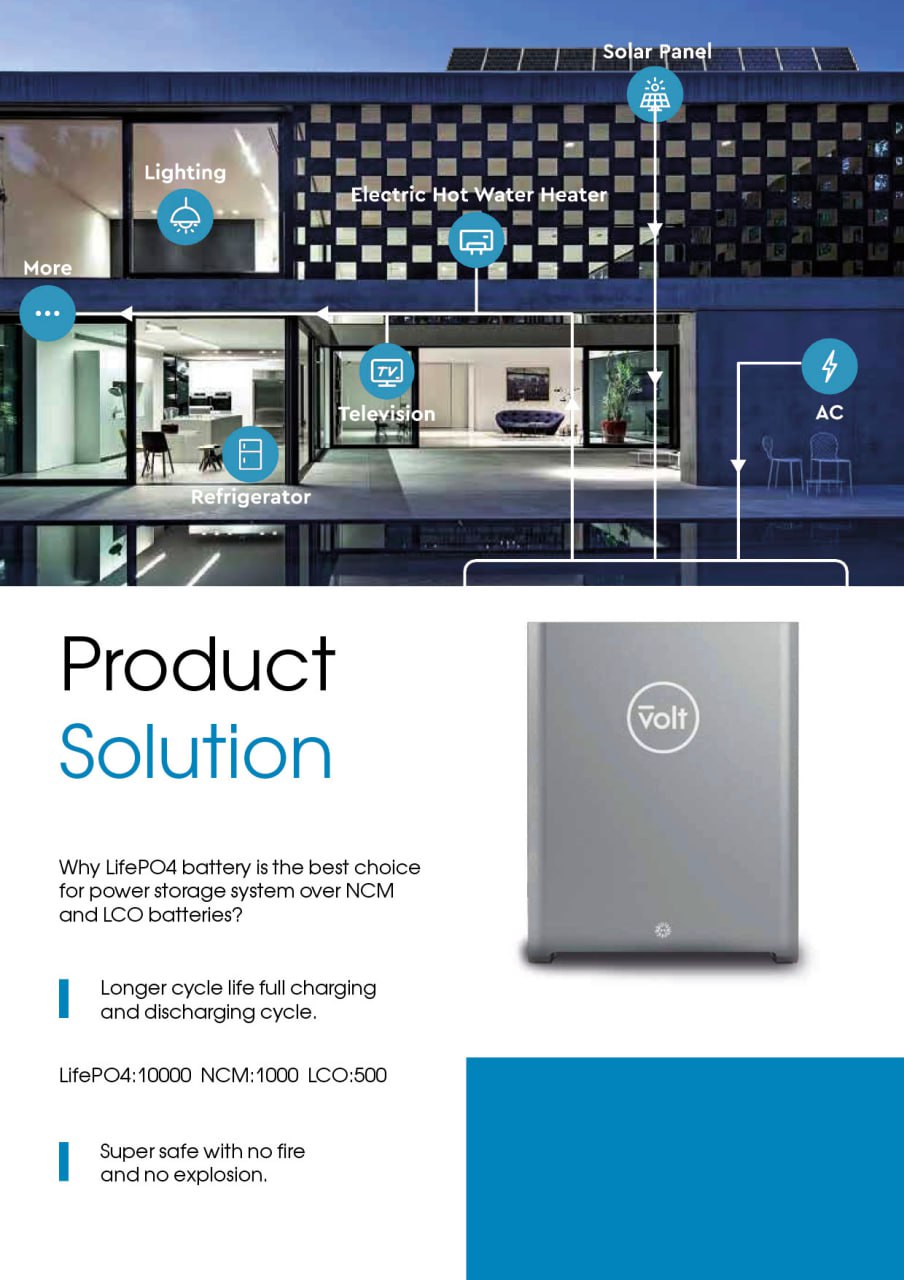 Solar Panel
Lighting
Electric Hot Water Heater
More
TV
Television
AC
Refrigerator
Product
Solution
volt
Why LifePO4 battery is the best choice
for power storage system over NCM
and LCO batteries?
Longer cycle life full charging
and discharging cycle.
LifePO4:10000 NCM:1000 LCO:500
Super safe with no fire
and no explosion.